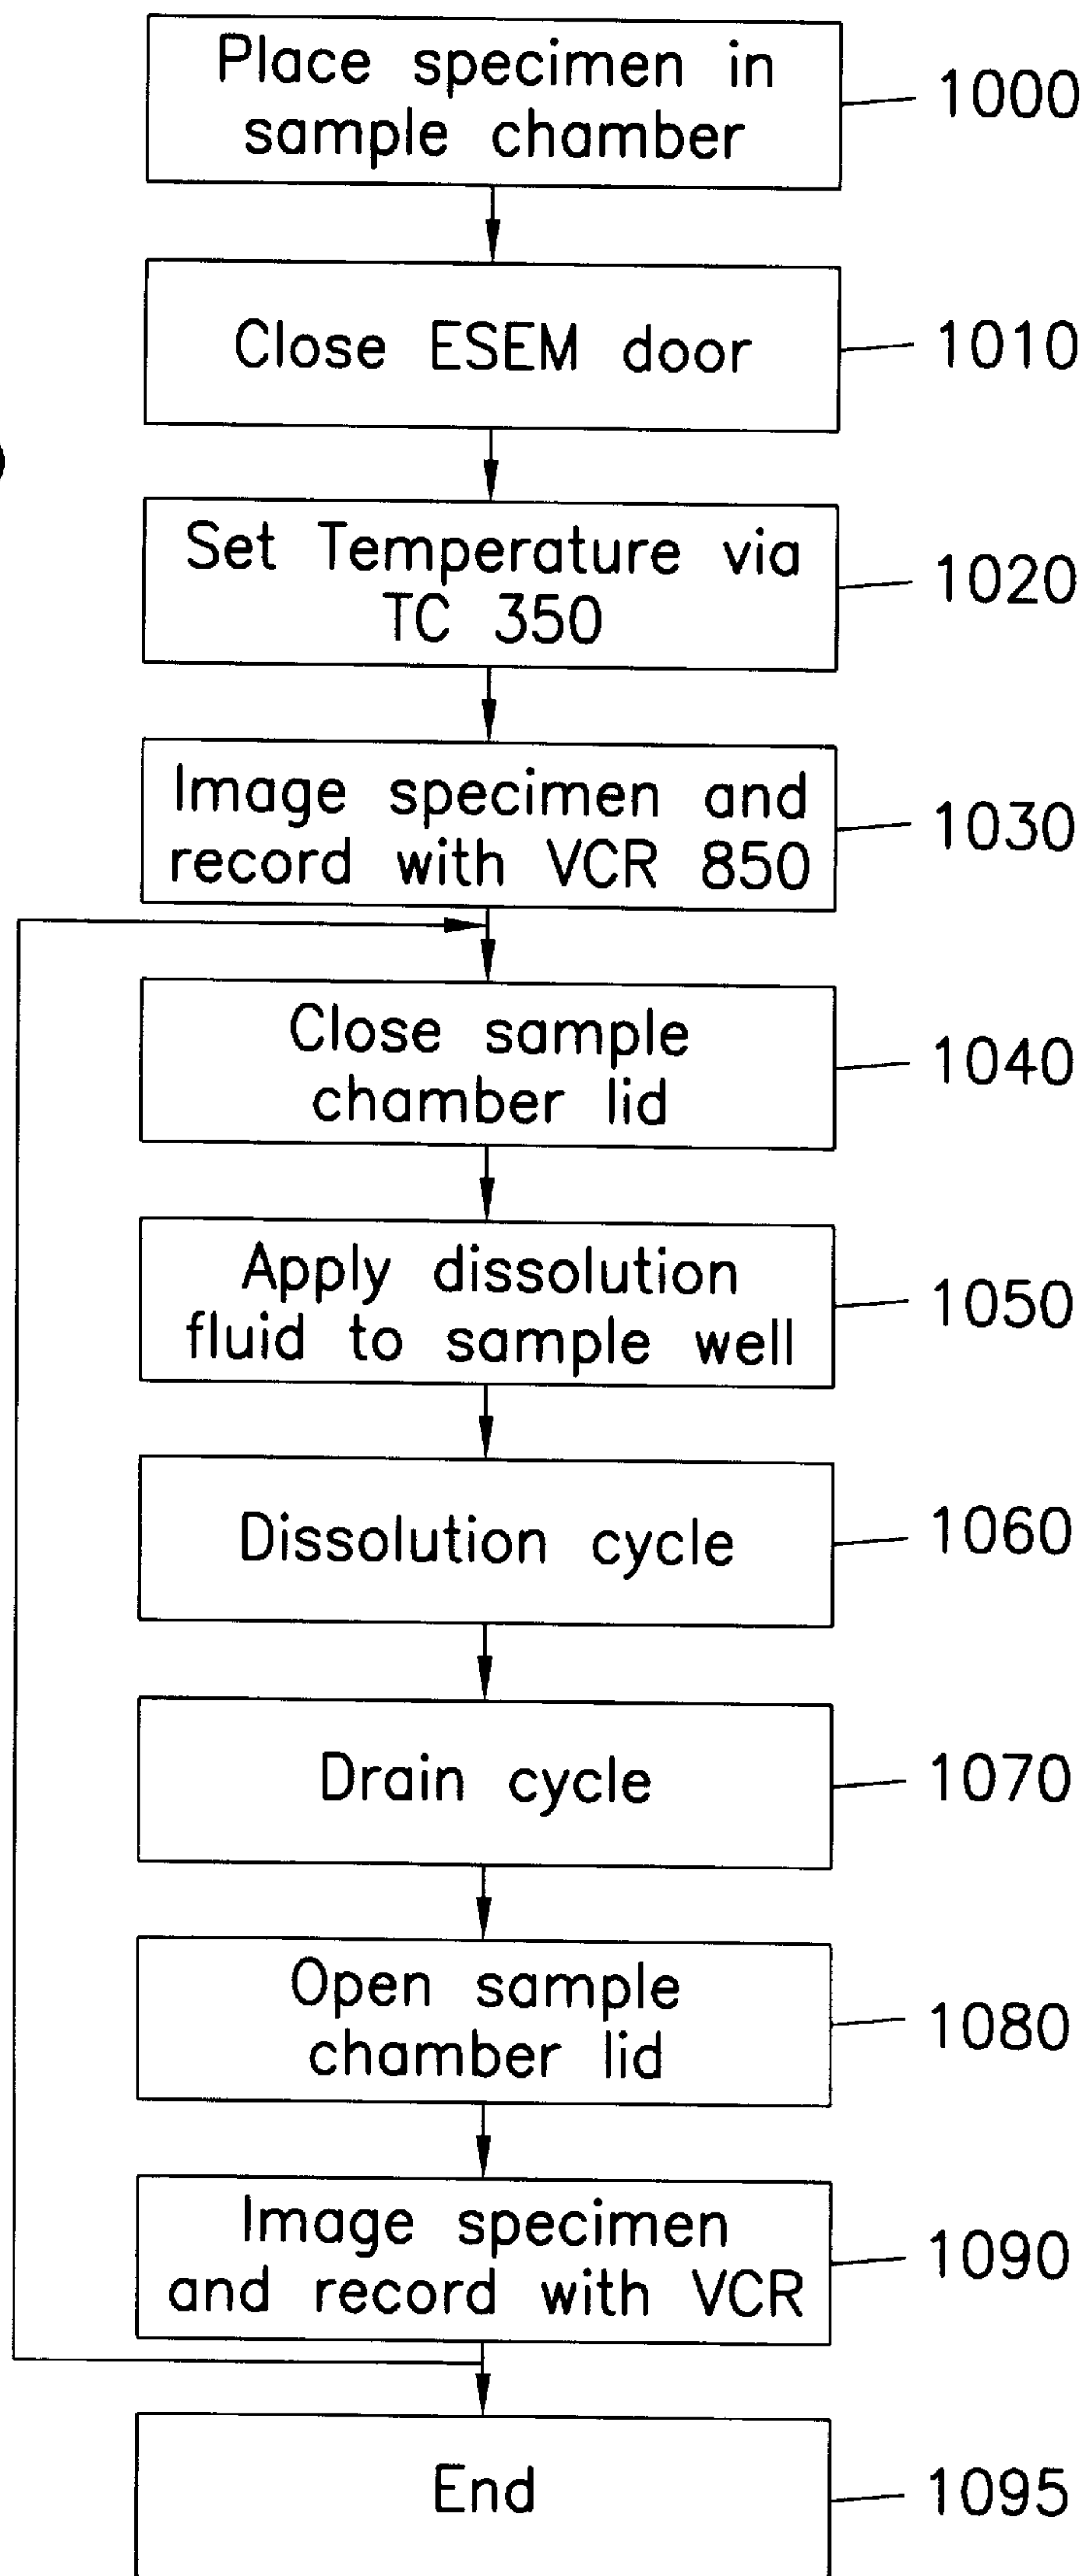 Place specimen in
sample chamber
1000
Close ESEM door
1010
Set Temperature via
TC 350
1020
Image specimen and
record with VCR 850
1030
Close sample
chamber lid
1040
Apply dissolution
fluid to sample well
1050
Dissolution cycle
1060
Drain cycle
1070
Open sample
chamber lid
1080
Image specimen
and record with VCR
1090
End
1095